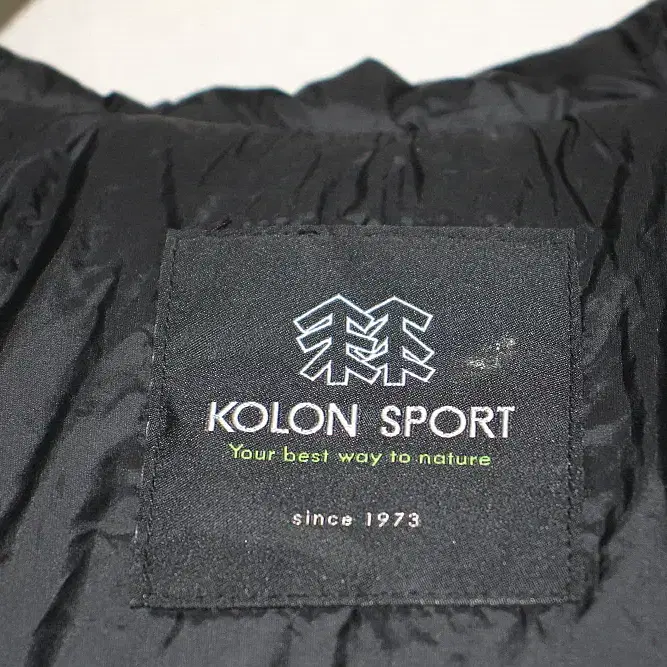 KOLON SPORT
Your best way to nature
since 1973